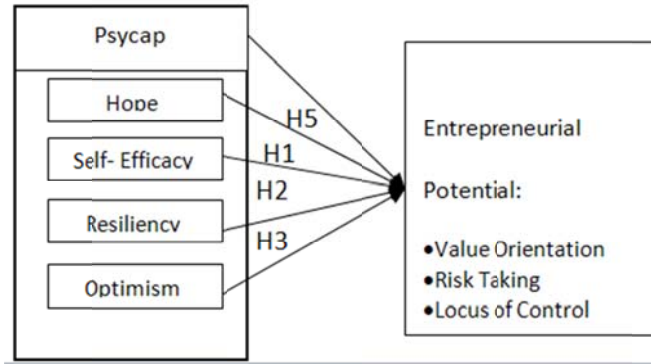 Psycap
Hope
Self- Efficacy
Resiliency
Optimism
H5
H1
H2
H3
Entrepreneurial
Potential:
•Value Orientation
•Risk Taking
•Locus of Control